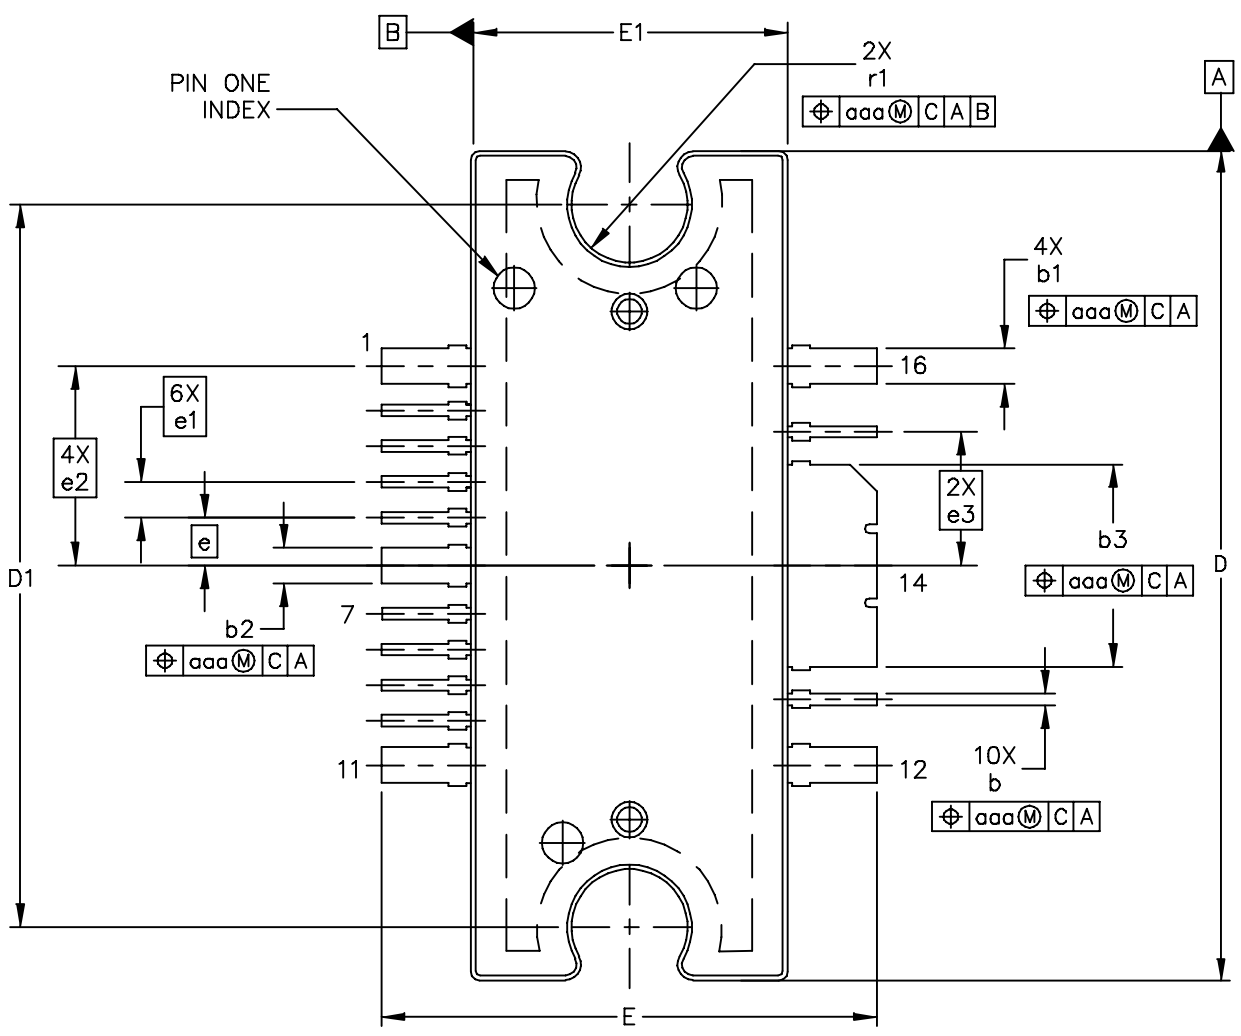 B
E1
2X
r1
⌖ aaa Ⓜ C A B
A
PIN ONE
INDEX
4X
b1
⌖ aaa Ⓜ C A
1
16
6X
e1
4X
e2
2X
e3
e
b3
⌖ aaa Ⓜ C A
D1
14
D
7
b2
⌖ aaa Ⓜ C A
11
12
10X
b
⌖ aaa Ⓜ C A
E